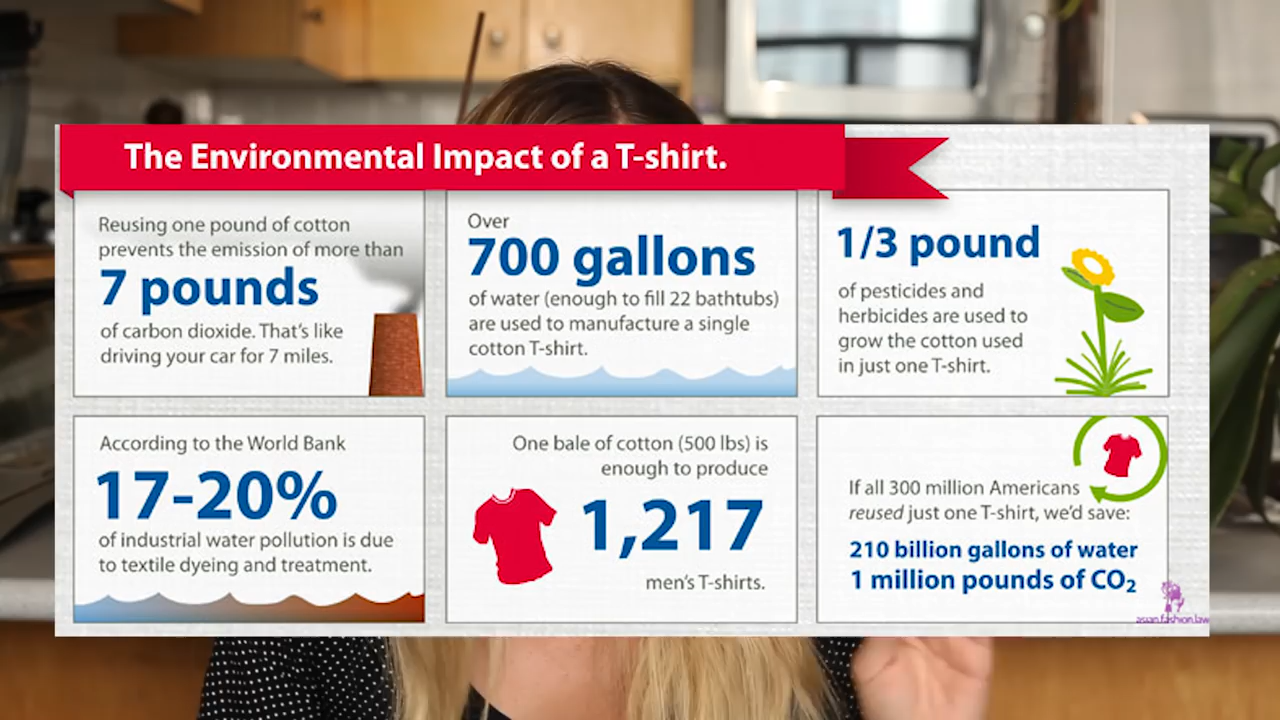 The Environmental Impact of a T-shirt.
Reusing one pound of cotton
prevents the emission of more than
7 pounds
of carbon dioxide. That's like
driving your car for 7 miles.
Over
700 gallons
of water (enough to fill 22 bathtubs)
are used to manufacture a single
cotton T-shirt.
1/3 pound
of pesticides and
herbicides are used to
grow the cotton used
in just one T-shirt.
According to the World Bank
17-20%
of industrial water pollution is due
to textile dyeing and treatment.
One bale of cotton (500 lbs) is
enough to produce
1,217
men's T-shirts.
If all 300 million Americans
reused just one T-shirt, we'd save:
210 billion gallons of water
1 million pounds of CO₂
asian.fashion.law